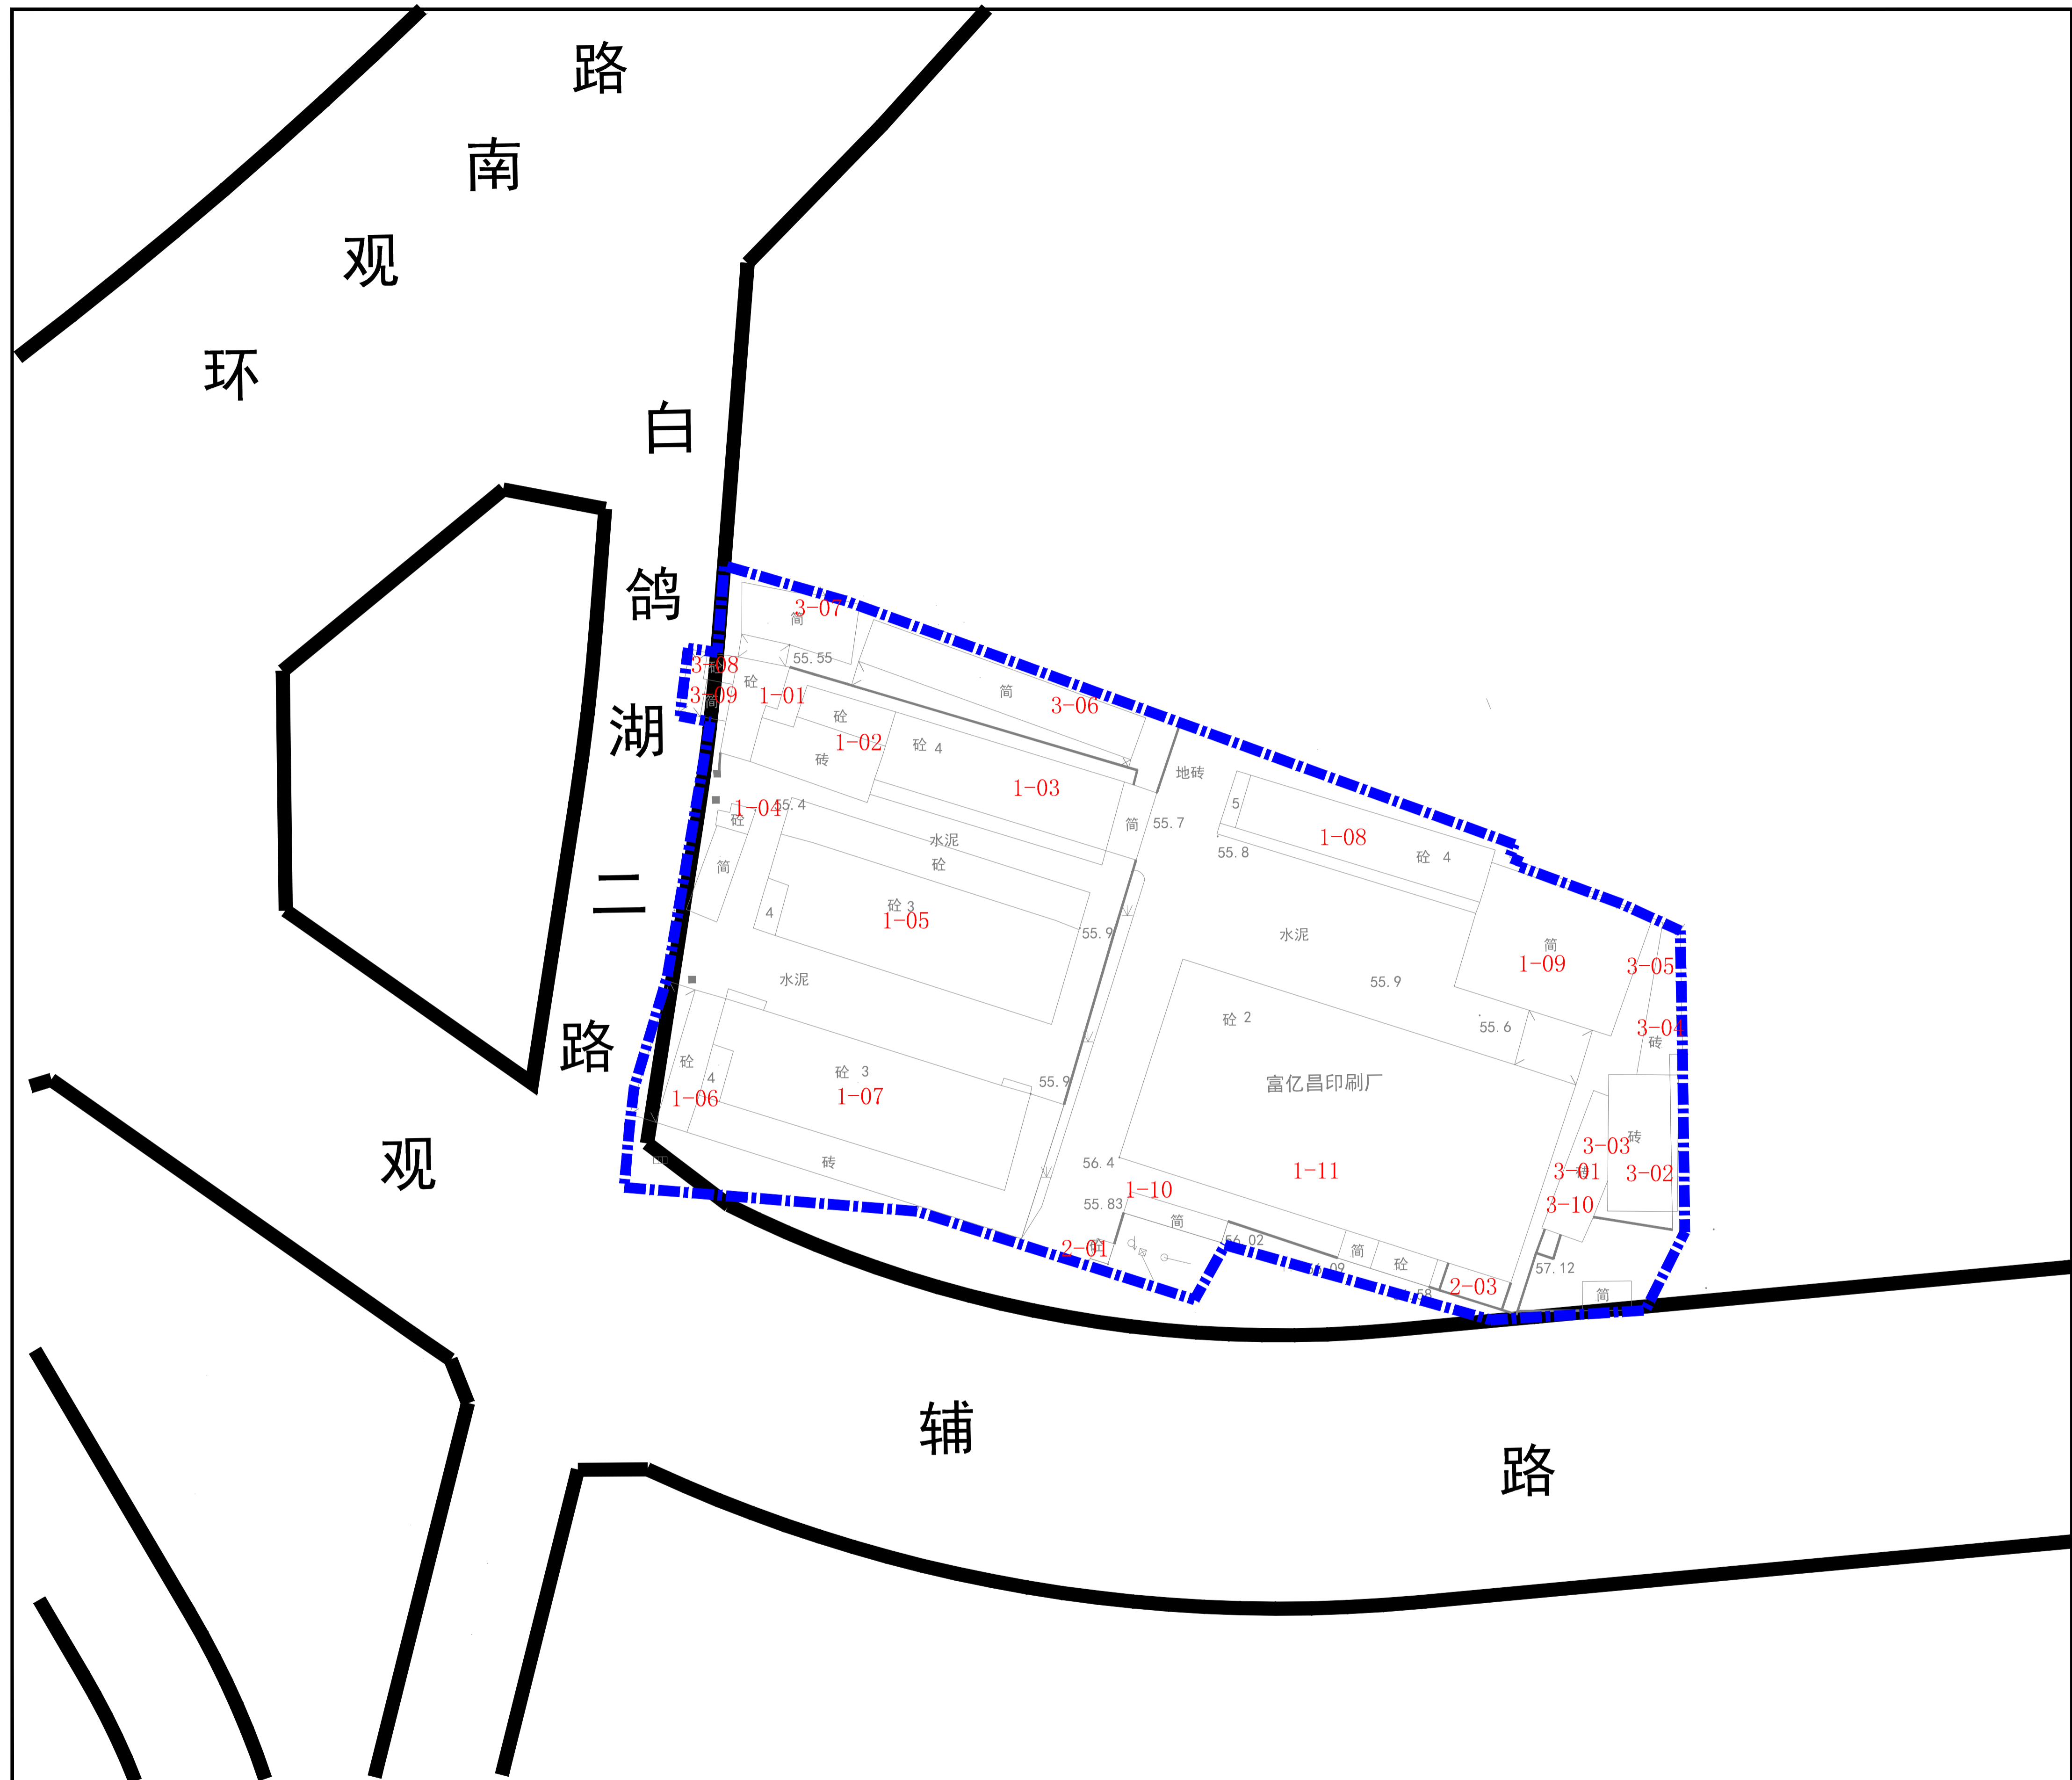 路
南
观
环
白
鸽
湖
二
路
观
辅
路
3-07
简
3-08
55.55
砼
3-09
简
1-01
简
3-06
砼
1-02
砼 4
砖
地砖
1-03
5
1-04
55.4
砼
简
55.7
1-08
水泥
55.8
砼 4
砼
简
砼 3
4
1-05
55.9
水泥
简
1-09
3-05
水泥
55.9
砼 2
55.6
3-04
砖
砼
4
砼 3
55.9
富亿昌印刷厂
1-06
1-07
砖
3-03
砖
56.4
1-11
3-01
3-02
1-10
55.83
3-10
简
2-01
56.02
简
砼
57.12
2-03
简